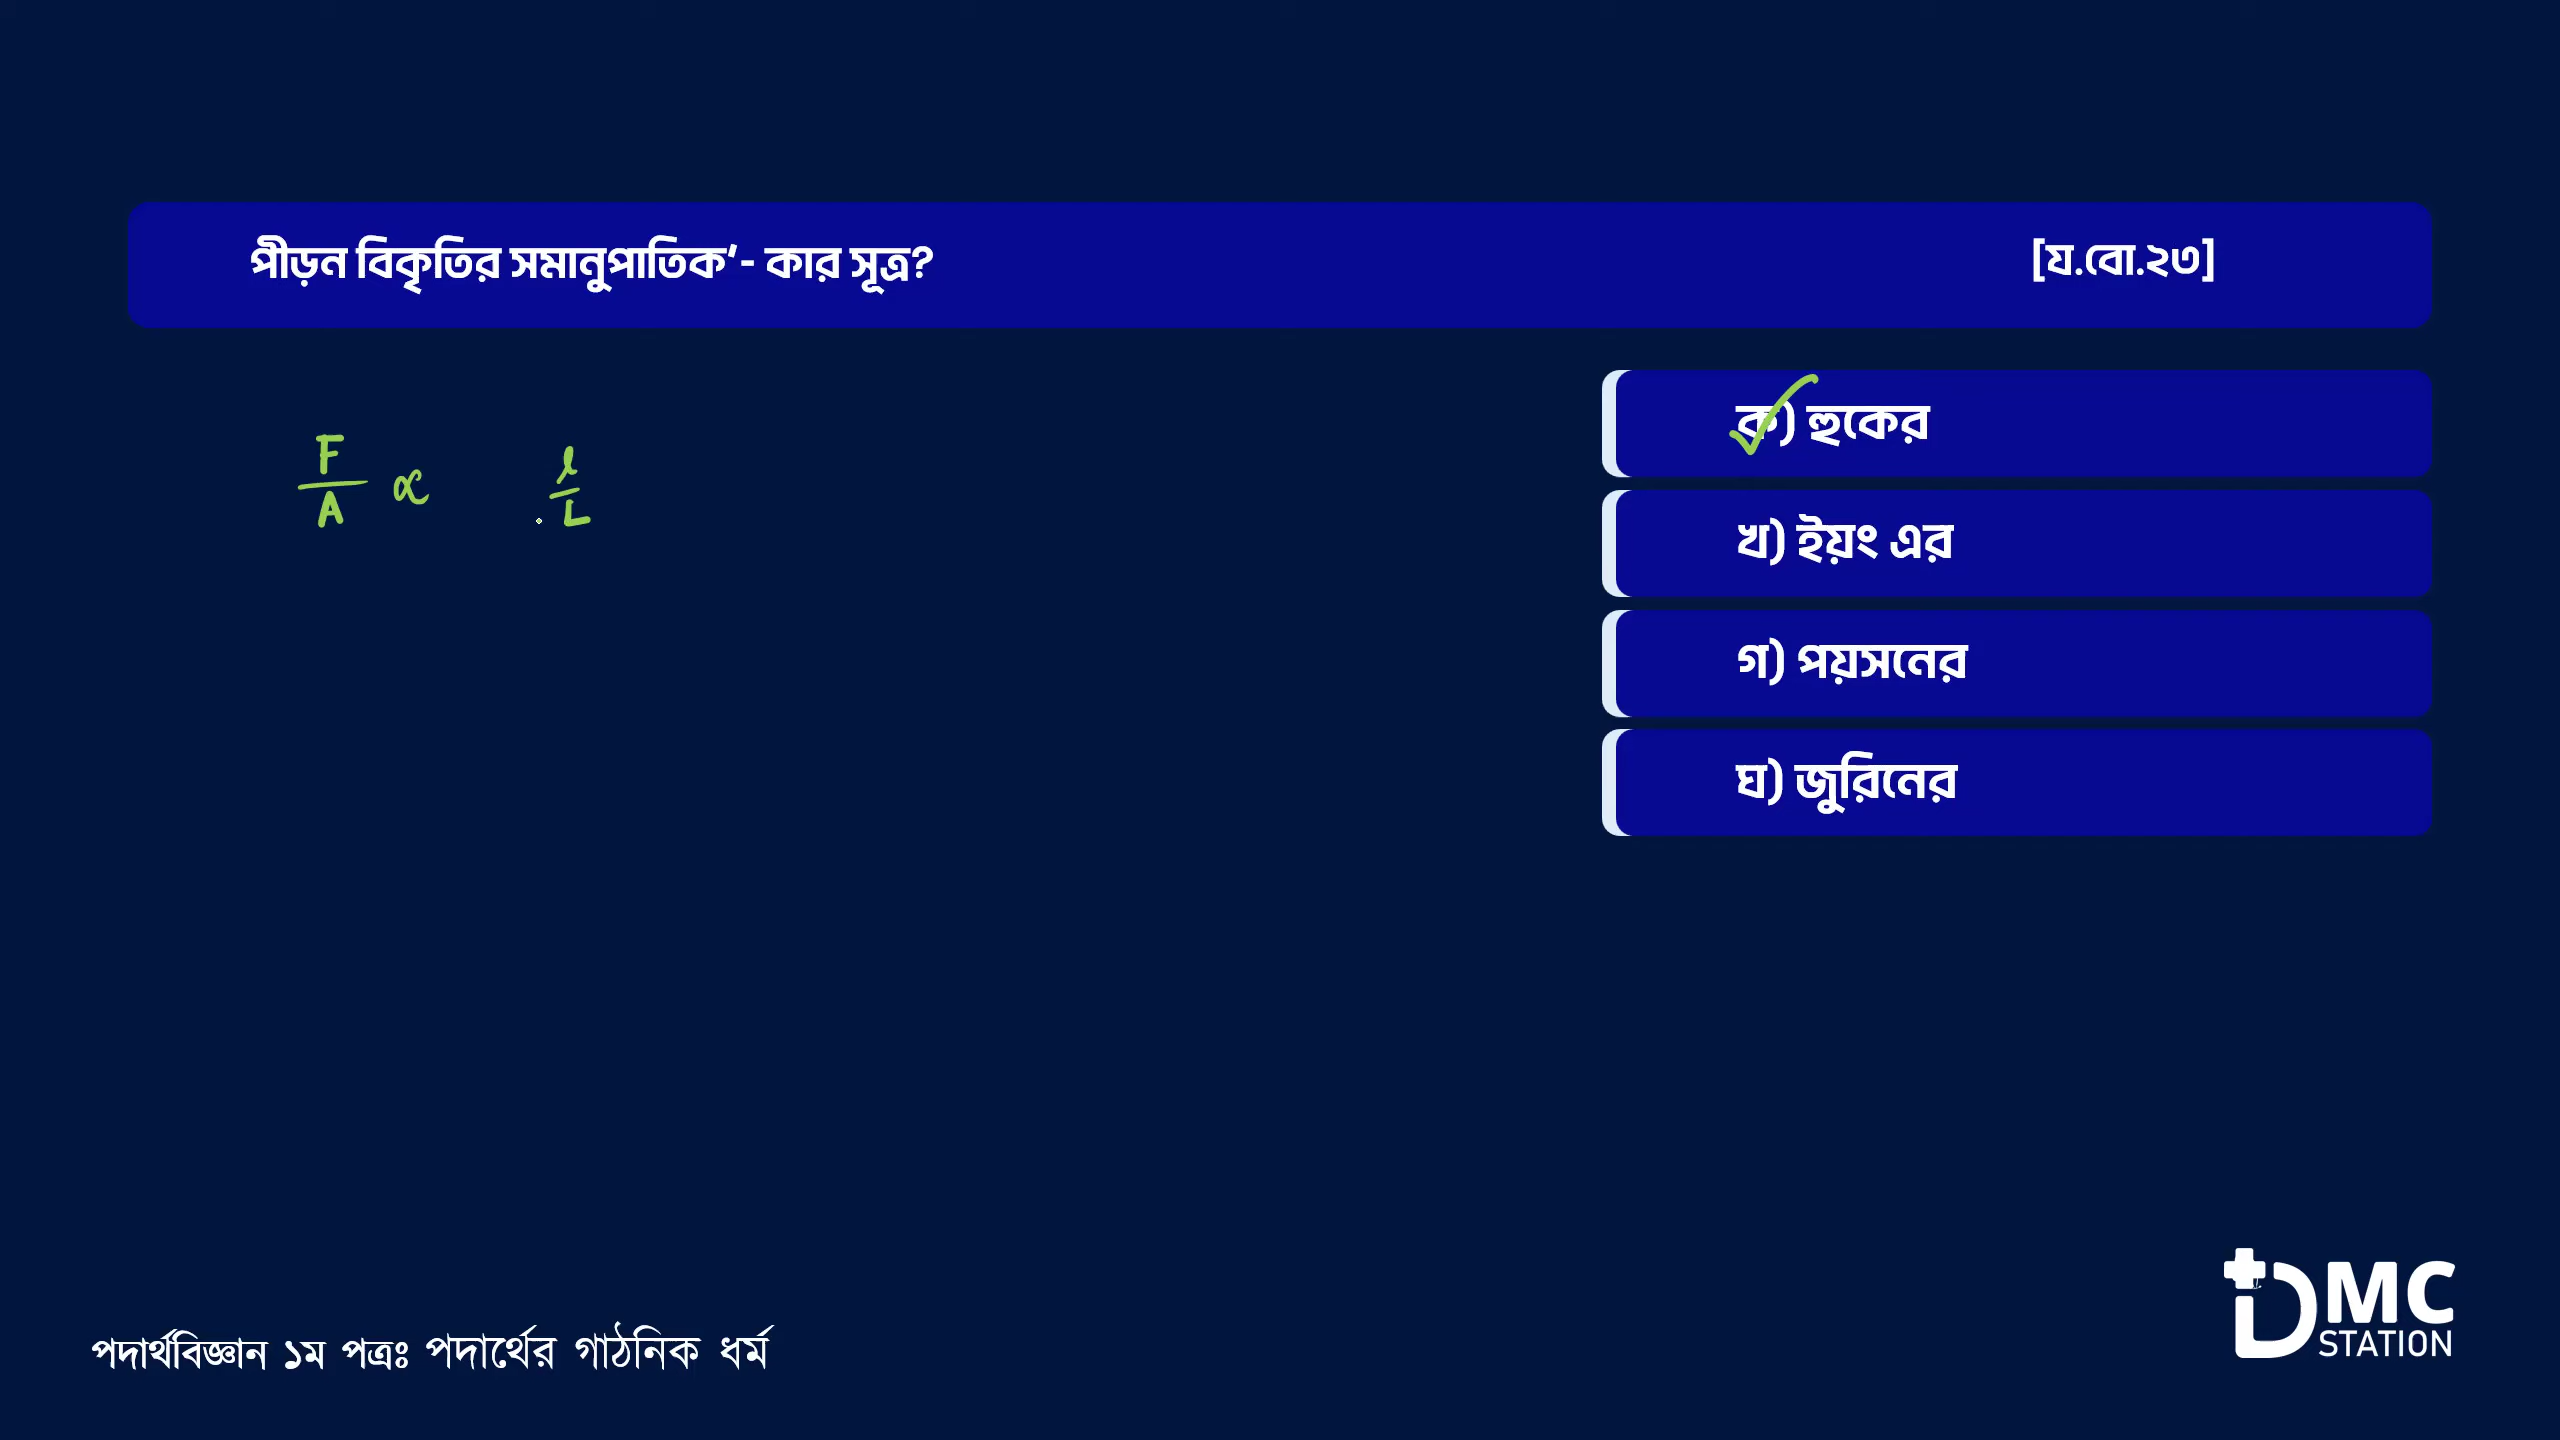 পীড়ন বিকৃতির সমানুপাতিক‘- কার সূত্র? [য.বো.২৩]
F/A ∝ l/L
ক) হুকের
খ) ইয়ং এর
গ) পয়সনের
ঘ) জুরিনের
পদার্থবিজ্ঞান ১ম পত্রঃ পদার্থের গাঠনিক ধর্ম
DMC
STATION